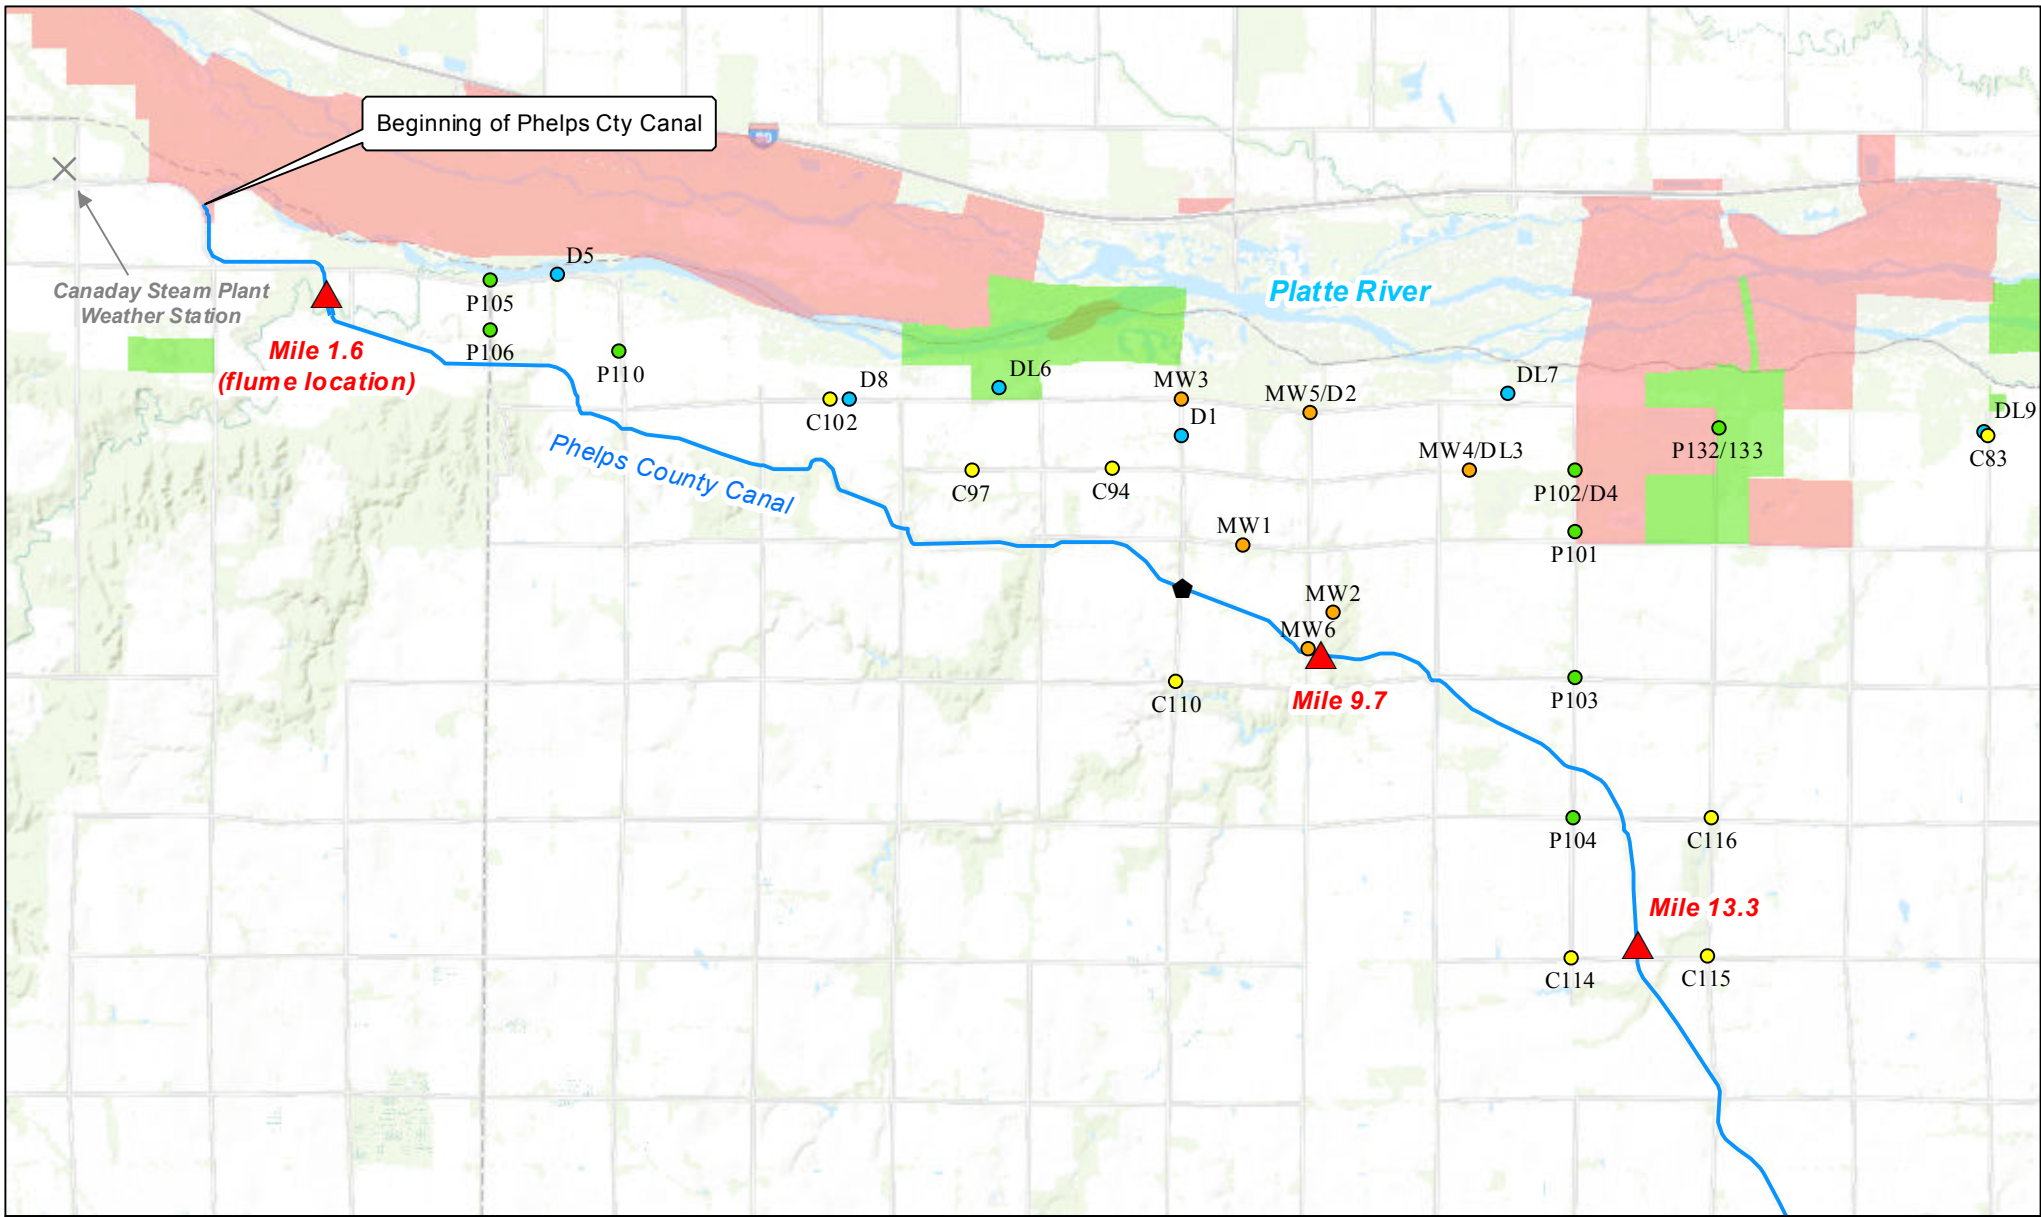 Beginning of Phelps Cty Canal
Canaday Steam Plant
Weather Station
D5
P105
Platte River
P106
Mile 1.6
(flume location)
P110
D8
C102
DL6
MW3
D1
MW5/D2
DL7
DL9
C83
P132/133
MW4/DL3
P102/D4
Phelps County Canal
C97
C94
MW1
P101
MW2
MW6
C110
Mile 9.7
P103
P104
C116
Mile 13.3
C114
C115